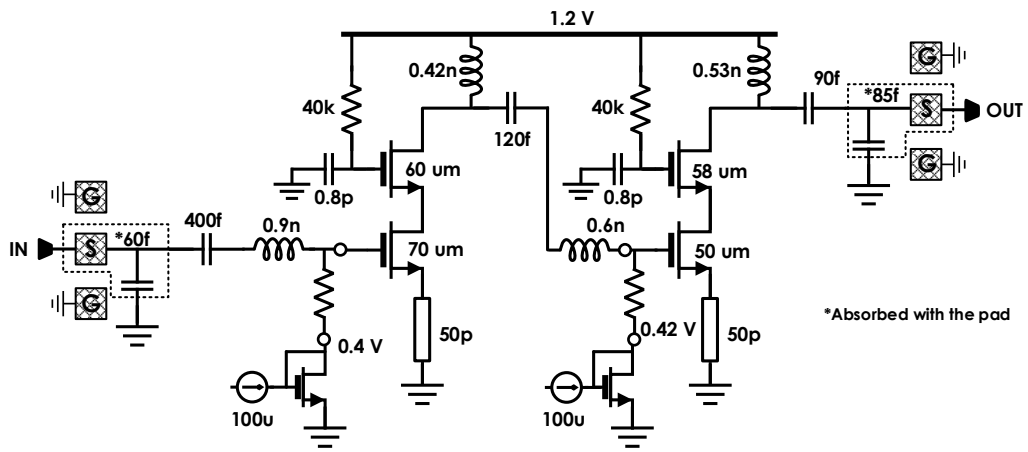 1.2 V
0.42n
0.53n
90f
G
40k
40k
*85f
S
OUT
120f
60 um
58 um
G
0.8p
0.8p
G
400f
0.9n
0.6n
IN
S
*60f
70 um
50 um
G
50p
50p
*Absorbed with the pad
0.4 V
0.42 V
100u
100u